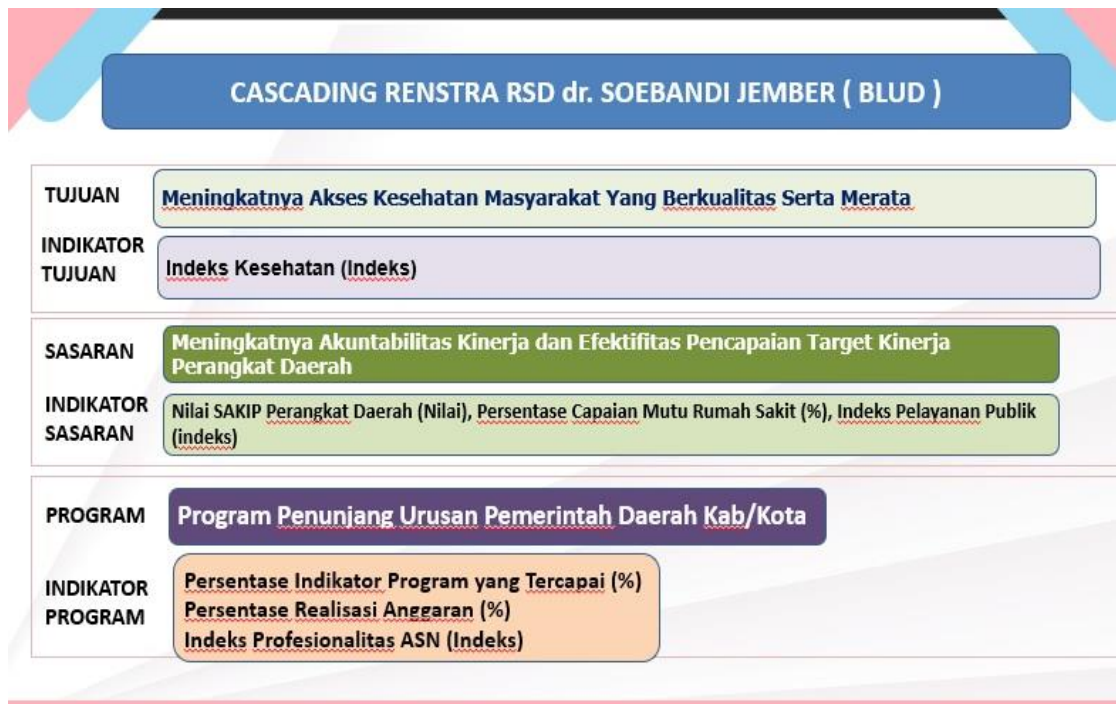 CASCADING RENSTRA RSD dr. SOEBANDI JEMBER ( BLUD )
TUJUAN
Meningkatnya Akses Kesehatan Masyarakat Yang Berkualitas Serta Merata
INDIKATOR
TUJUAN
Indeks Kesehatan (Indeks)
SASARAN
Meningkatnya Akuntabilitas Kinerja dan Efektifitas Pencapaian Target Kinerja
Perangkat Daerah
INDIKATOR
SASARAN
Nilai SAKIP Perangkat Daerah (Nilai), Persentase Capaian Mutu Rumah Sakit (%), Indeks Pelayanan Publik
(indeks)
PROGRAM
Program Penunjang Urusan Pemerintah Daerah Kab/Kota
INDIKATOR
PROGRAM
Persentase Indikator Program yang Tercapai (%)
Persentase Realisasi Anggaran (%)
Indeks Profesionalitas ASN (Indeks)